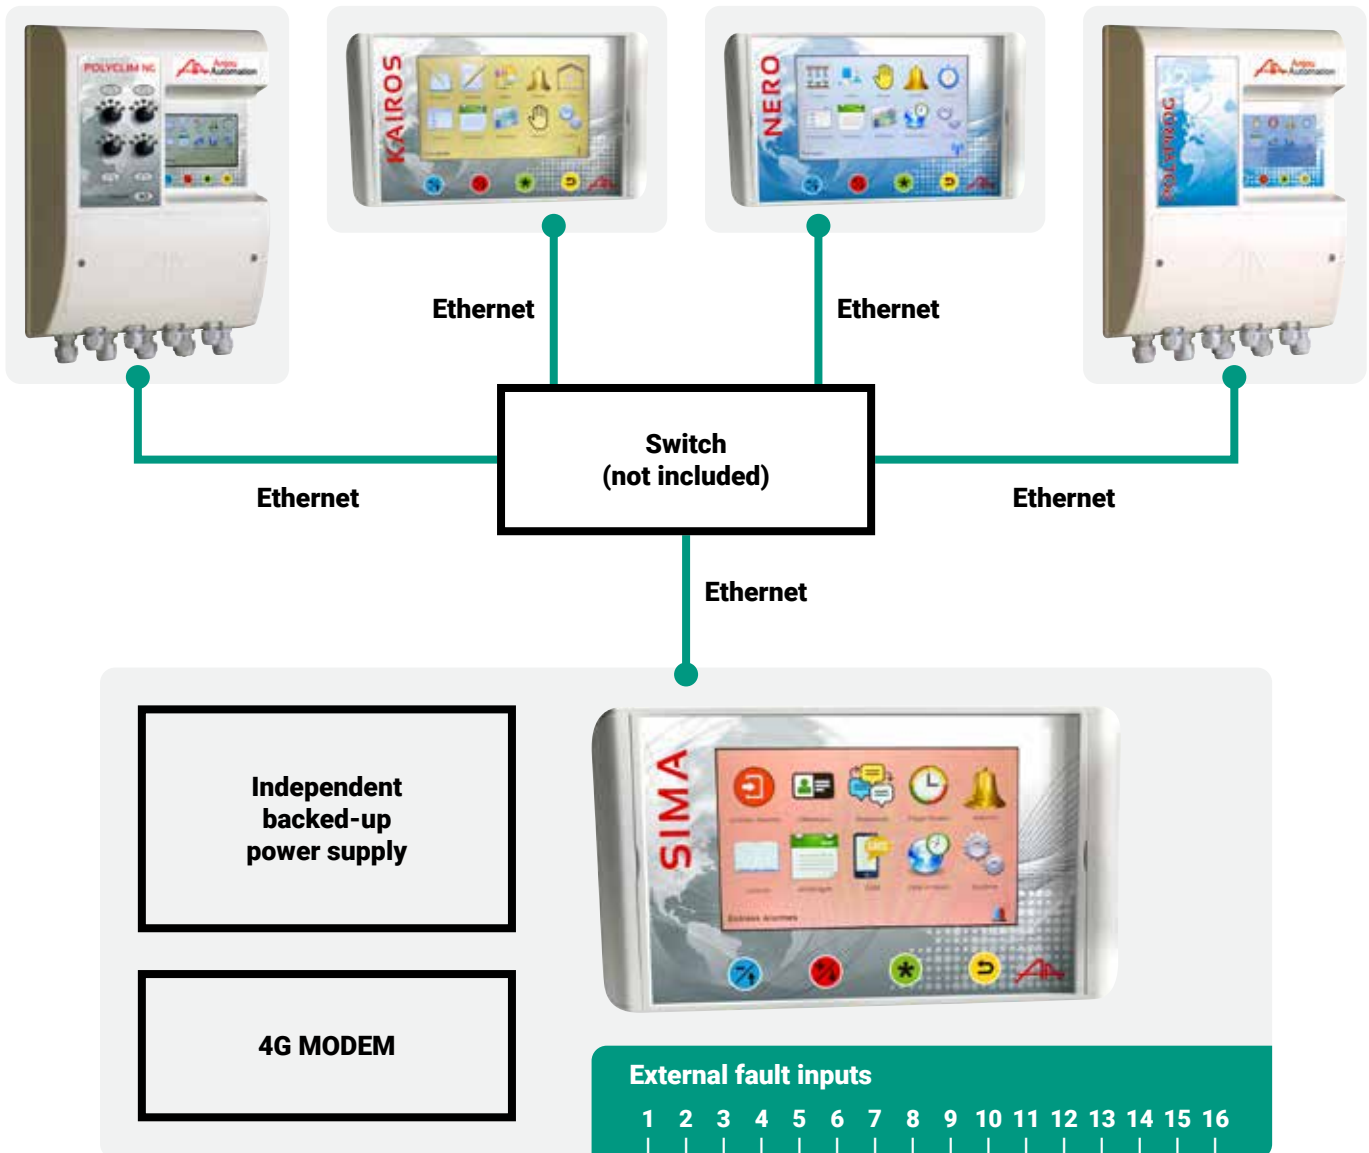 POLYCLIM NG
Anjou
Automation
KAIROS
NERO
POLYPROG
Anjou
Automation
Ethernet
Ethernet
Switch
(not included)
Ethernet
Ethernet
Ethernet
Independent
backed-up
power supply
SIMA
Entrées Alarmes
4G MODEM
External fault inputs
1 2 3 4 5 6 7 8 9 10 11 12 13 14 15 16